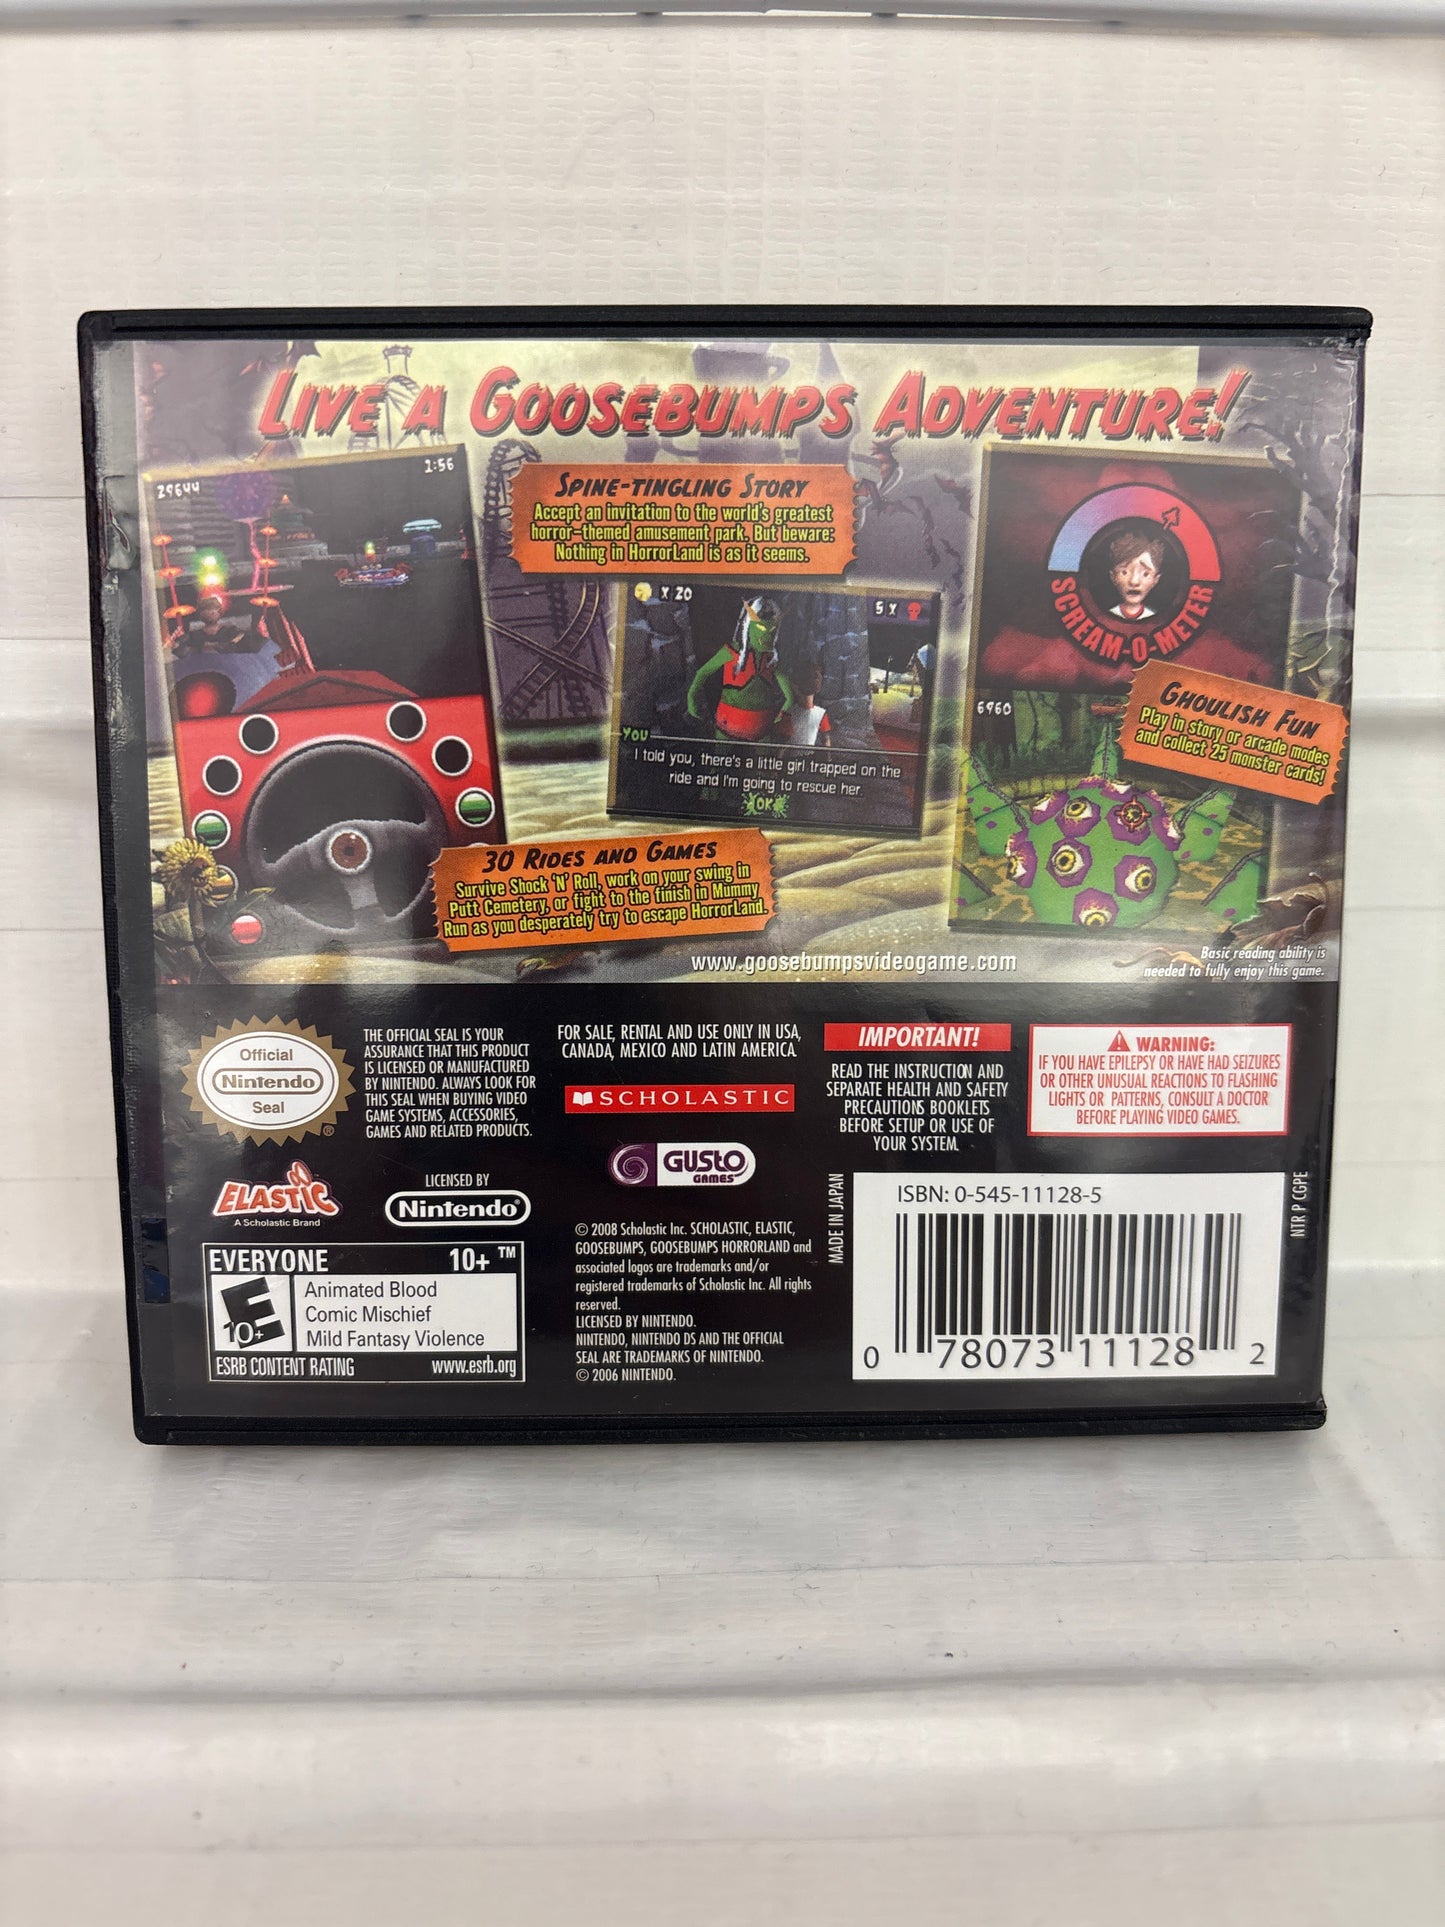 LIVE A GOOSEBUMPS ADVENTURE!
29644
1:56
SPINE-TINGLING STORY
Accept an invitation to the world's greatest
horror-themed amusement park. But beware:
Nothing in HorrorLand is as it seems.
X 20
5 X
YOU
I told you, there's a little girl trapped on the
ride and I'm going to rescue her.
OK
SCREAM-O-METER
6960
GHOULISH FUN
Play in story or arcade modes
and collect 25 monster cards!
30 RIDES AND GAMES
Survive Shock 'N' Roll, work on your swing in
Putt Cemetery, or fight to the finish in Mummy
Run as you desperately try to escape HorrorLand.
www.goosebumpsvideogame.com
Basic reading ability is
needed to fully enjoy this game.
Official
Nintendo
Seal
®
THE OFFICIAL SEAL IS YOUR
ASSURANCE THAT THIS PRODUCT
IS LICENSED OR MANUFACTURED
BY NINTENDO. ALWAYS LOOK FOR
THIS SEAL WHEN BUYING VIDEO
GAME SYSTEMS, ACCESSORIES,
GAMES AND RELATED PRODUCTS.
FOR SALE, RENTAL AND USE ONLY IN USA,
CANADA, MEXICO AND LATIN AMERICA.
SCHOLASTIC
GUSTO
GAMES
IMPORTANT!
READ THE INSTRUCTION AND
SEPARATE HEALTH AND SAFETY
PRECAUTIONS BOOKLETS
BEFORE SETUP OR USE OF
YOUR SYSTEM.
WARNING:
IF YOU HAVE EPILEPSY OR HAVE HAD SEIZURES
OR OTHER UNUSUAL REACTIONS TO FLASHING
LIGHTS OR PATTERNS, CONSULT A DOCTOR
BEFORE PLAYING VIDEO GAMES.
ELASTIC
A Scholastic Brand
LICENSED BY
Nintendo®
EVERYONE 10+ ™
E
10+
Animated Blood
Comic Mischief
Mild Fantasy Violence
ESRB CONTENT RATING www.esrb.org
© 2008 Scholastic Inc. SCHOLASTIC, ELASTIC,
GOOSEBUMPS, GOOSEBUMPS HORRORLAND and
associated logos are trademarks and/or
registered trademarks of Scholastic Inc. All rights
reserved.
LICENSED BY NINTENDO.
NINTENDO, NINTENDO DS AND THE OFFICIAL
SEAL ARE TRADEMARKS OF NINTENDO.
© 2006 NINTENDO.
MADE IN JAPAN
ISBN: 0-545-11128-5
0 78073 11128 2
NTR P CGPE